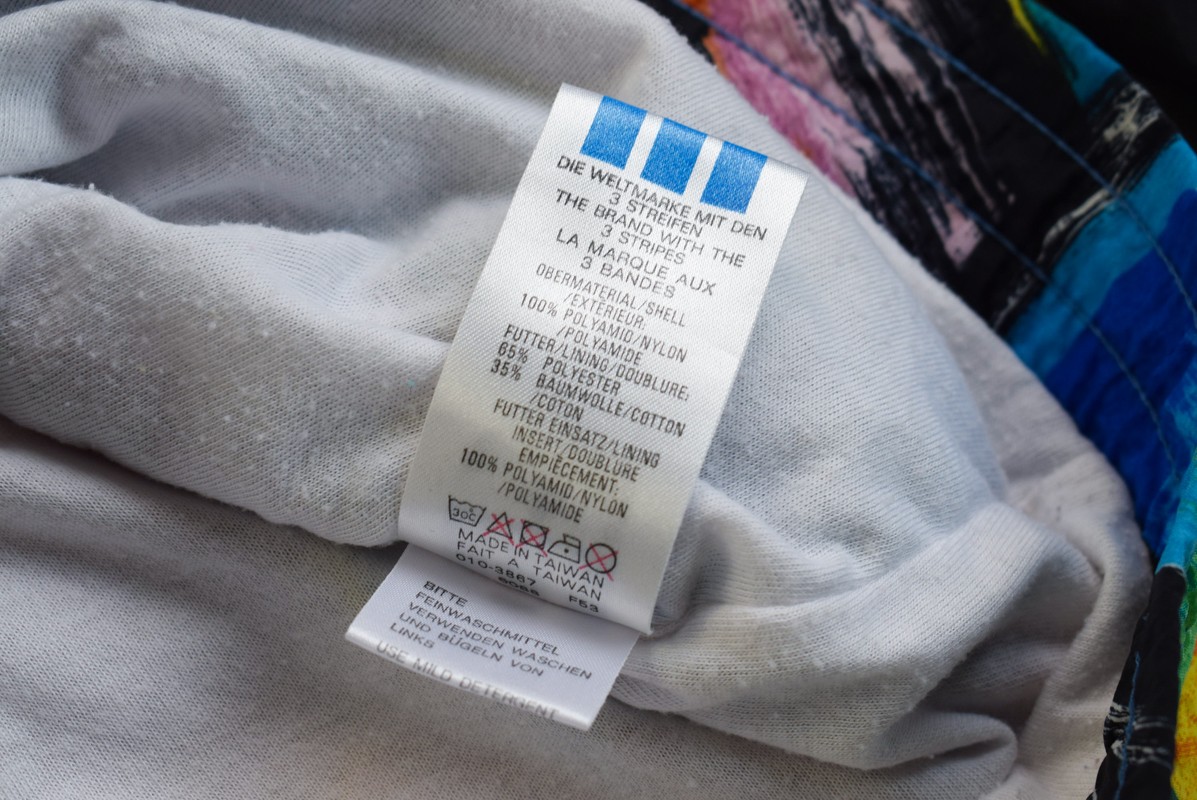 DIE WELTMARKE MIT DEN
3 STREIFEN
THE BRAND WITH THE
3 STRIPES
LA MARQUE AUX
3 BANDES
OBERMATERIAL/SHELL
/EXTÉRIEUR:
100% POLYAMID/NYLON
/POLYAMIDE
FUTTER/LINING/DOUBLURE:
65% POLYESTER
35% BAUMWOLLE/COTTON
/COTON
FUTTER EINSATZ/LINING
INSERT/DOUBLURE
EMPIÈCEMENT:
100% POLYAMID/NYLON
/POLYAMIDE
30C
MADE IN TAIWAN
FAIT A TAIWAN
010-3867
F53
BITTE
FEINWASCHMITTEL
VERWENDEN WASCHEN
UND BÜGELN VON
LINKS
USE MILD DETERGENT